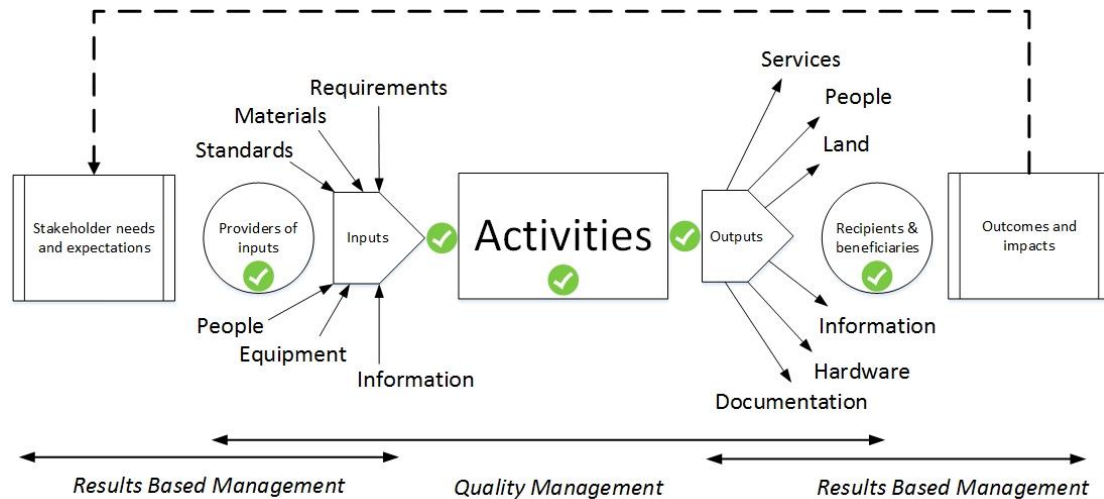 Services
Requirements
People
Materials
Land
Standards
Stakeholder needs
and expectations
Providers of
inputs
Inputs
Activities
Outputs
Recipients &
beneficiaries
Outcomes and
impacts
People
Equipment
Information
Information
Hardware
Documentation
Results Based Management
Quality Management
Results Based Management